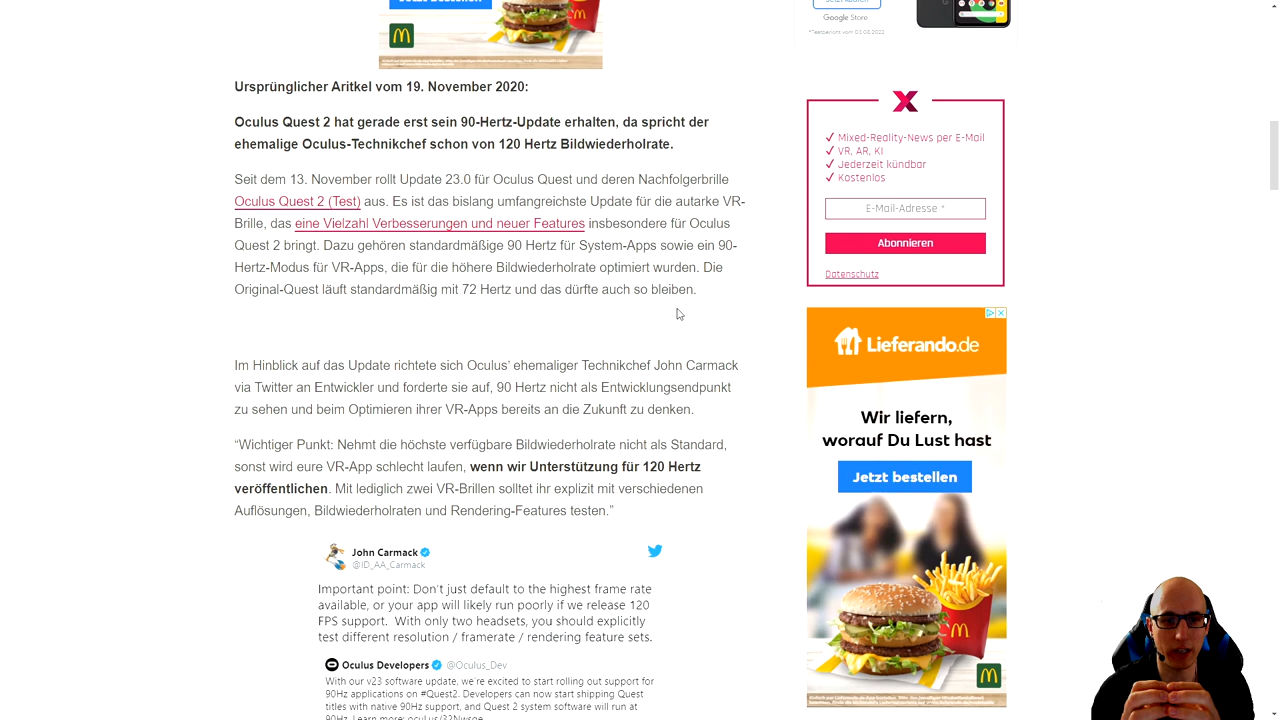 Google Store
*Testbericht vom 03.08.2022
Ursprünglicher Aritkel vom 19. November 2020:
Oculus Quest 2 hat gerade erst sein 90-Hertz-Update erhalten, da spricht der
ehemalige Oculus-Technikchef schon von 120 Hertz Bildwiederholrate.
Seit dem 13. November rollt Update 23.0 für Oculus Quest und deren Nachfolgerbrille
Oculus Quest 2 (Test) aus. Es ist das bislang umfangreichste Update für die autarke VR-
Brille, das eine Vielzahl Verbesserungen und neuer Features insbesondere für Oculus
Quest 2 bringt. Dazu gehören standardmäßige 90 Hertz für System-Apps sowie ein 90-
Hertz-Modus für VR-Apps, die für die höhere Bildwiederholrate optimiert wurden. Die
Original-Quest läuft standardmäßig mit 72 Hertz und das dürfte auch so bleiben.
Im Hinblick auf das Update richtete sich Oculus' ehemaliger Technikchef John Carmack
via Twitter an Entwickler und forderte sie auf, 90 Hertz nicht als Entwicklungsendpunkt
zu sehen und beim Optimieren ihrer VR-Apps bereits an die Zukunft zu denken.
“Wichtiger Punkt: Nehmt die höchste verfügbare Bildwiederholrate nicht als Standard,
sonst wird eure VR-App schlecht laufen, wenn wir Unterstützung für 120 Hertz
veröffentlichen. Mit lediglich zwei VR-Brillen solltet ihr explizit mit verschiedenen
Auflösungen, Bildwiederholraten und Rendering-Features testen.”
John Carmack
@ID_AA_Carmack
Important point: Don't just default to the highest frame rate
available, or your app will likely run poorly if we release 120
FPS support. With only two headsets, you should explicitly
test different resolution / framerate / rendering feature sets.
Oculus Developers @Oculus_Dev
With our v23 software update, we're excited to start rolling out support for
90Hz applications on #Quest2. Developers can now start shipping Quest
titles with native 90Hz support, and Quest 2 system software will run at
X
✓ Mixed-Reality-News per E-Mail
✓ VR, AR, KI
✓ Jederzeit kündbar
✓ Kostenlos
E-Mail-Adresse *
Abonnieren
Datenschutz
Lieferando.de
Wir liefern,
worauf Du Lust hast
Jetzt bestellen